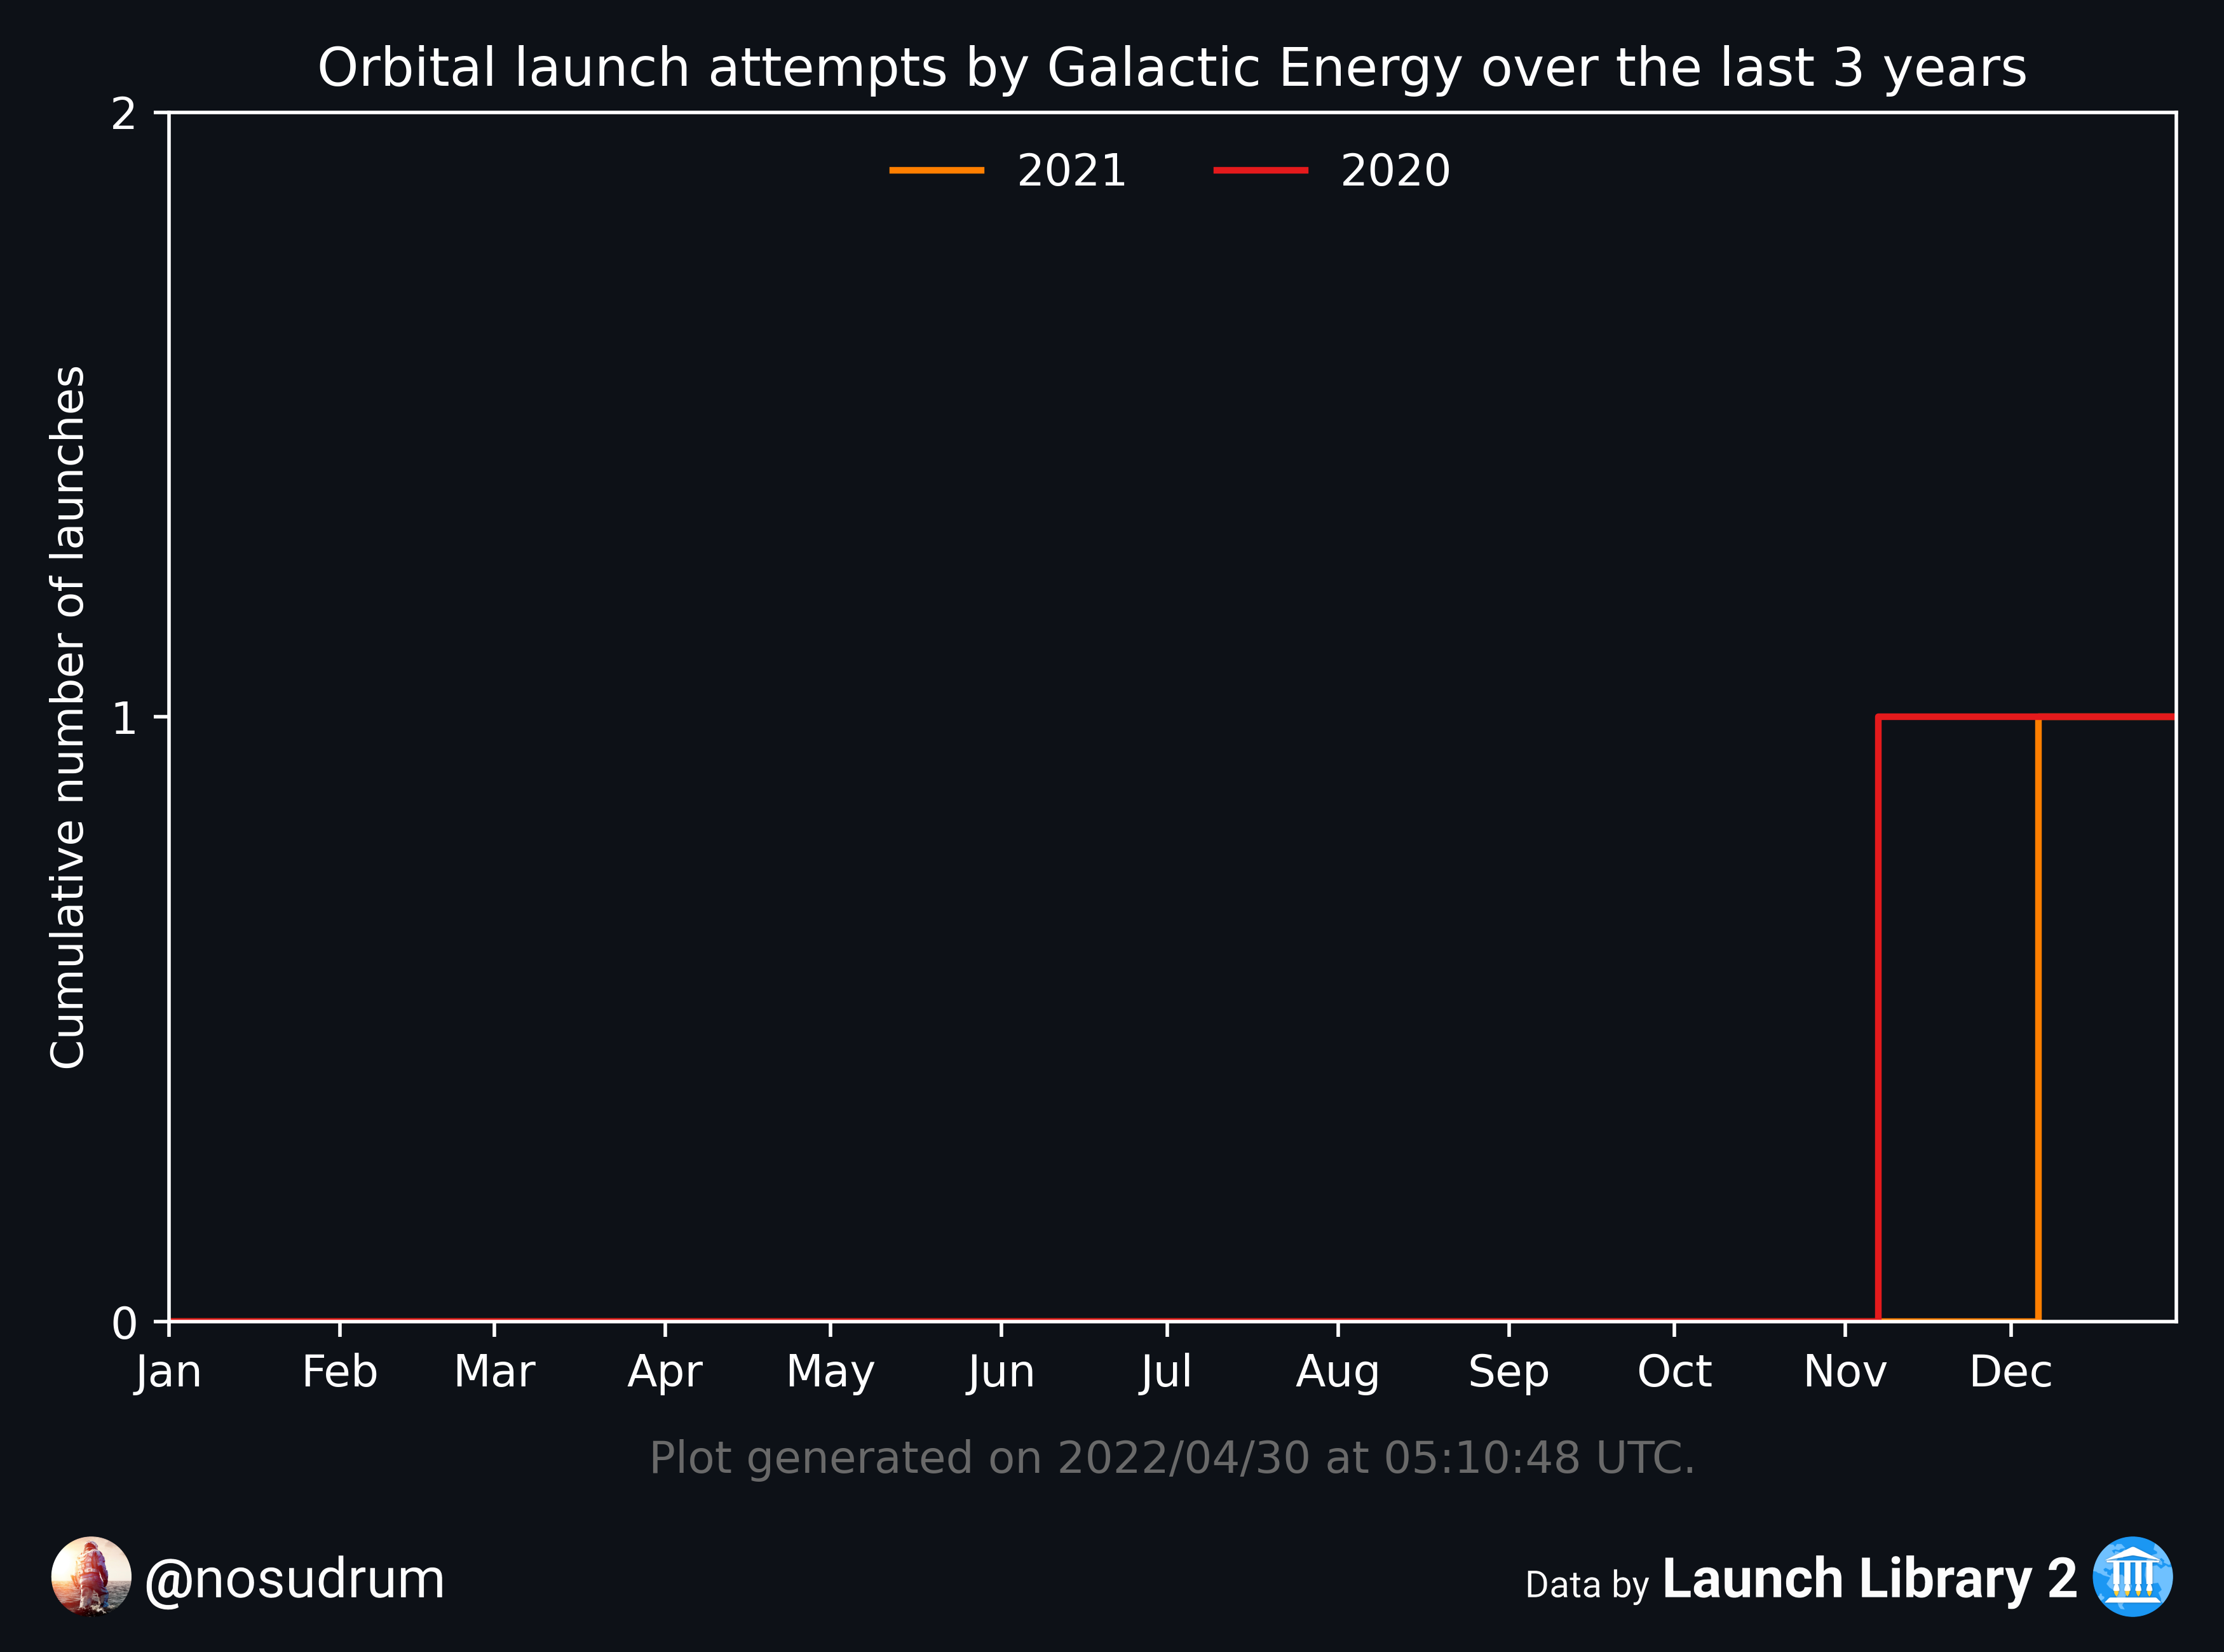 Orbital launch attempts by Galactic Energy over the last 3 years
2021 2020
Cumulative number of launches
2
1
0
Jan Feb Mar Apr May Jun Jul Aug Sep Oct Nov Dec
Plot generated on 2022/04/30 at 05:10:48 UTC.
@nosudrum
Data by Launch Library 2